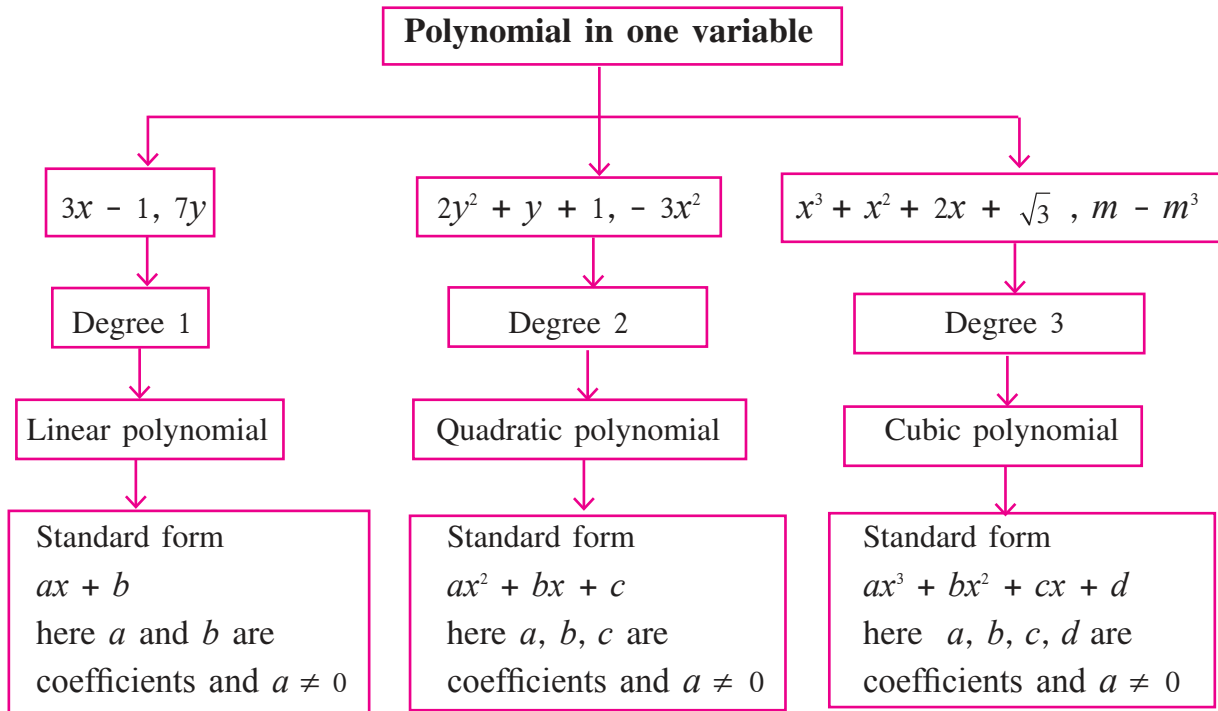 Polynomial in one variable
3x - 1, 7y
2y² + y + 1, - 3x²
x³ + x² + 2x + √3 , m - m³
Degree 1
Degree 2
Degree 3
Linear polynomial
Quadratic polynomial
Cubic polynomial
Standard form
ax + b
here a and b are
coefficients and a ≠ 0
Standard form
ax² + bx + c
here a, b, c are
coefficients and a ≠ 0
Standard form
ax³ + bx² + cx + d
here a, b, c, d are
coefficients and a ≠ 0